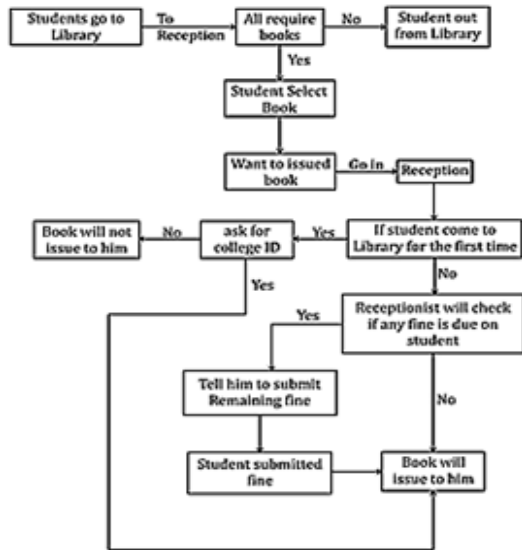 Students go to
Library
To
Reception
All require
books
No
Student out
from Library
Yes
Student Select
Book
Want to issued
book
Go in
Reception
Book will not
issue to him
No
ask for
college ID
Yes
If student come to
Library for the first time
Yes
No
Receptionist will check
if any fine is due on
student
Yes
Tell him to submit
Remaining fine
No
Student submitted
fine
Book will
issue to him